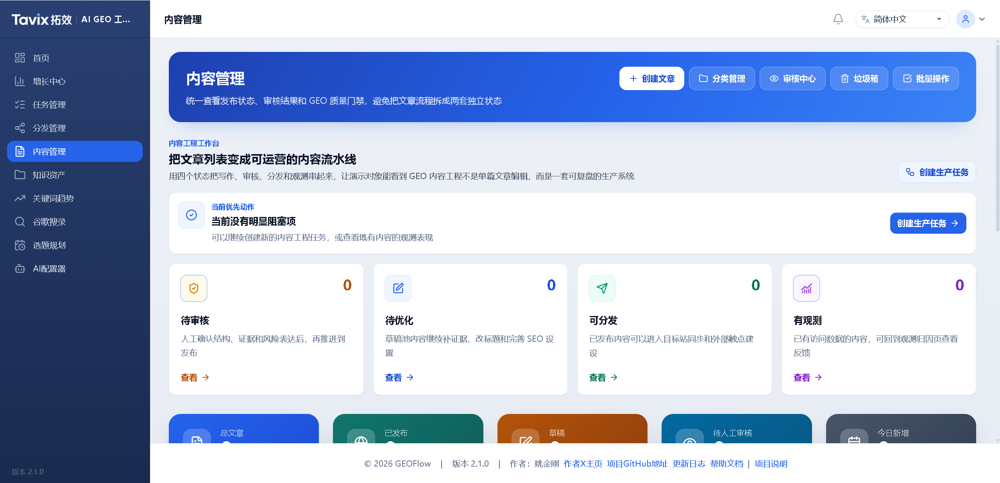 Tavix 拓效 AI GEO 工...
内容管理
简体中文
首页
增长中心
任务管理
分发管理
内容管理
知识资产
关键词趋势
谷歌搜录
选题规划
AI配置器
版本 2.1.0
内容管理
统一查看发布状态、审核结果和 GEO 质量门禁，避免把文章流程拆成两套独立状态
创建文章
分类管理
审核中心
垃圾箱
批量操作
内容工程工作台
把文章列表变成可运营的内容流水线
用四个状态把写作、审核、分发和观测串起来，让演示对象能看到 GEO 内容工程不是单篇文章编辑，而是一套可复盘的生产系统
创建生产任务
当前优先动作
当前没有明显阻塞项
可以继续创建新的内容工程任务，或查看既有内容的观测表现
创建生产任务
0
待审核
人工确认结构、证据和风险表达后，再推进到
发布
查看
0
待优化
草稿池内容继续补证据、改标题和完善 SEO 设
置
查看
0
可分发
已发布内容可以进入目标站同步和外部触点建
设
查看
0
有观测
已有访问数据的内容，可回到观测归因页查看
反馈
查看
总文章
已发布
草稿
待人工审核
今日新增
© 2026 GEOFlow | 版本 2.1.0 | 作者：姚金刚 作者X主页 项目GitHub地址 更新日志 帮助文档 | 项目说明